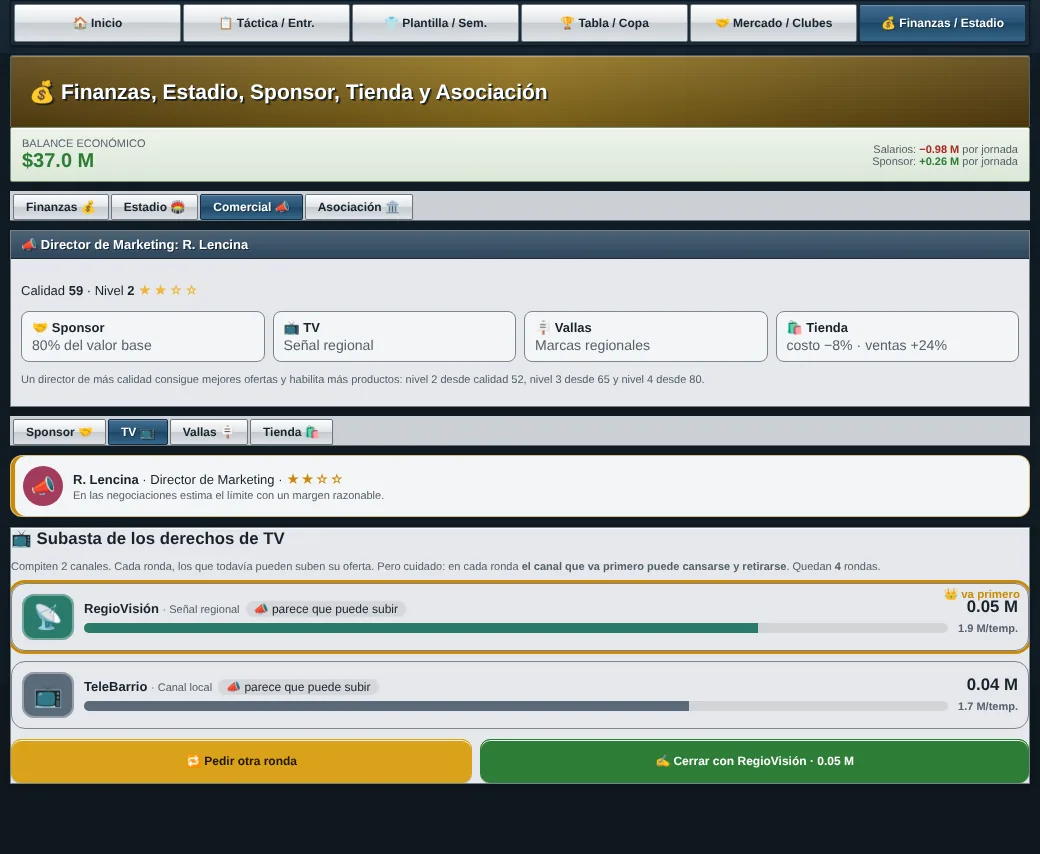 🏠 Inicio
📋 Táctica / Entr.
👕 Plantilla / Sem.
🏆 Tabla / Copa
🤝 Mercado / Clubes
💰 Finanzas / Estadio
💰 Finanzas, Estadio, Sponsor, Tienda y Asociación
BALANCE ECONÓMICO
$37.0 M
Salarios: −0.98 M por jornada
Sponsor: +0.26 M por jornada
Finanzas 💰
Estadio 🏟️
Comercial 📣
Asociación 🏛️
📣 Director de Marketing: R. Lencina
Calidad 59 · Nivel 2 ★★☆☆
🤝 Sponsor
80% del valor base
📺 TV
Señal regional
🪧 Vallas
Marcas regionales
🛍️ Tienda
costo −8% · ventas +24%
Un director de más calidad consigue mejores ofertas y habilita más productos: nivel 2 desde calidad 52, nivel 3 desde 65 y nivel 4 desde 80.
Sponsor 🤝
TV 📺
Vallas 🪧
Tienda 🛍️
R. Lencina · Director de Marketing · ★★☆☆
En las negociaciones estima el límite con un margen razonable.
📺 Subasta de los derechos de TV
Compiten 2 canales. Cada ronda, los que todavía pueden suben su oferta. Pero cuidado: en cada ronda el canal que va primero puede cansarse y retirarse. Quedan 4 rondas.
👑 va primero
RegioVisión · Señal regional 📣 parece que puede subir
0.05 M
1.9 M/temp.
TeleBarrio · Canal local 📣 parece que puede subir
0.04 M
1.7 M/temp.
🔁 Pedir otra ronda
✍️ Cerrar con RegioVisión · 0.05 M